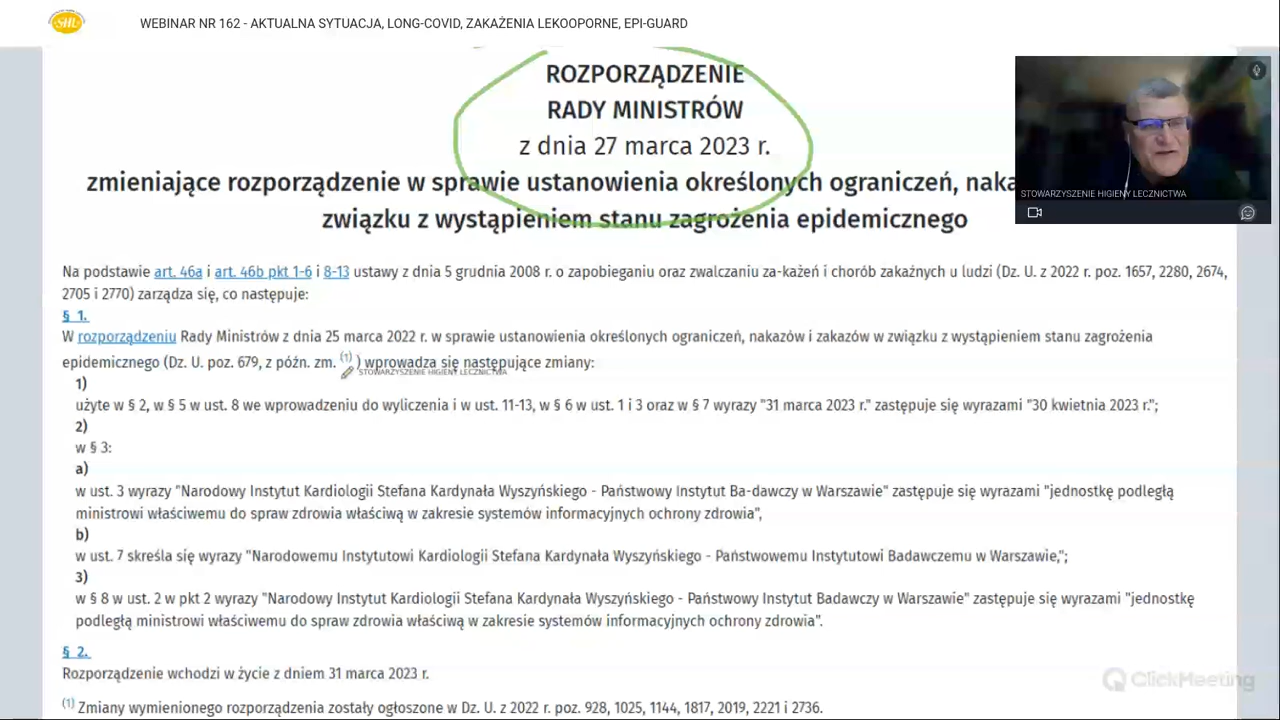 SHL
WEBINAR NR 162 - AKTUALNA SYTUACJA, LONG-COVID, ZAKAŻENIA LEKOOPORNE, EPI-GUARD
ROZPORZĄDZENIE
RADY MINISTRÓW
z dnia 27 marca 2023 r.
zmieniające rozporządzenie w sprawie ustanowienia określonych ograniczeń,
związku z wystąpieniem stanu zagrożenia epidemicznego
STOWARZYSZENIE HIGIENY LECZNICTWA
Na podstawie art. 46a i art. 46b pkt 1-6 i 8-13 ustawy z dnia 5 grudnia 2008 r. o zapobieganiu oraz zwalczaniu za-każeń i chorób zakaźnych u ludzi (Dz. U. z 2022 r. poz. 1657, 2280, 2674,
2705 i 2770) zarządza się, co następuje:
§ 1.
W rozporządzeniu Rady Ministrów z dnia 25 marca 2022 r. w sprawie ustanowienia określonych ograniczeń, nakazów i zakazów w związku z wystąpieniem stanu zagrożenia
epidemicznego (Dz. U. poz. 679, z późn. zm. (1) ) wprowadza się następujące zmiany:
STOWARZYSZENIE HIGIENY LECZNICTWA
1)
użyte w § 2, w § 5 w ust. 8 we wprowadzeniu do wyliczenia i w ust. 11-13, w § 6 w ust. 1 i 3 oraz w § 7 wyrazy "31 marca 2023 r." zastępuje się wyrazami "30 kwietnia 2023 r.";
2)
w § 3:
a)
w ust. 3 wyrazy "Narodowy Instytut Kardiologii Stefana Kardynała Wyszyńskiego - Państwowy Instytut Ba-dawczy w Warszawie" zastępuje się wyrazami "jednostkę podległą
ministrowi właściwemu do spraw zdrowia właściwą w zakresie systemów informacyjnych ochrony zdrowia",
b)
w ust. 7 skreśla się wyrazy "Narodowemu Instytutowi Kardiologii Stefana Kardynała Wyszyńskiego - Państwowemu Instytutowi Badawczemu w Warszawie,";
3)
w § 8 w ust. 2 w pkt 2 wyrazy "Narodowy Instytut Kardiologii Stefana Kardynała Wyszyńskiego - Państwowy Instytut Badawczy w Warszawie" zastępuje się wyrazami "jednostkę
podległą ministrowi właściwemu do spraw zdrowia właściwą w zakresie systemów informacyjnych ochrony zdrowia".
§ 2.
Rozporządzenie wchodzi w życie z dniem 31 marca 2023 r.
ClickMeeting
(1) Zmiany wymienionego rozporządzenia zostały ogłoszone w Dz. U. z 2022 r. poz. 928, 1025, 1144, 1817, 2019, 2221 i 2736.